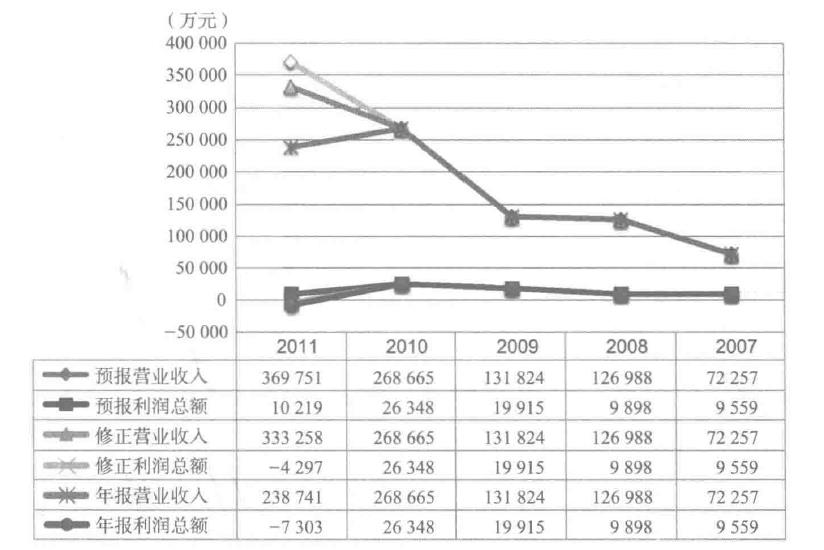 （万元）
400 000
350 000
300 000
250 000
200 000
150 000
100 000
50 000
0
−50 000
2011 2010 2009 2008 2007
预报营业收入 369 751 268 665 131 824 126 988 72 257
预报利润总额 10 219 26 348 19 915 9 898 9 559
修正营业收入 333 258 268 665 131 824 126 988 72 257
修正利润总额 −4 297 26 348 19 915 9 898 9 559
年报营业收入 238 741 268 665 131 824 126 988 72 257
年报利润总额 −7 303 26 348 19 915 9 898 9 559